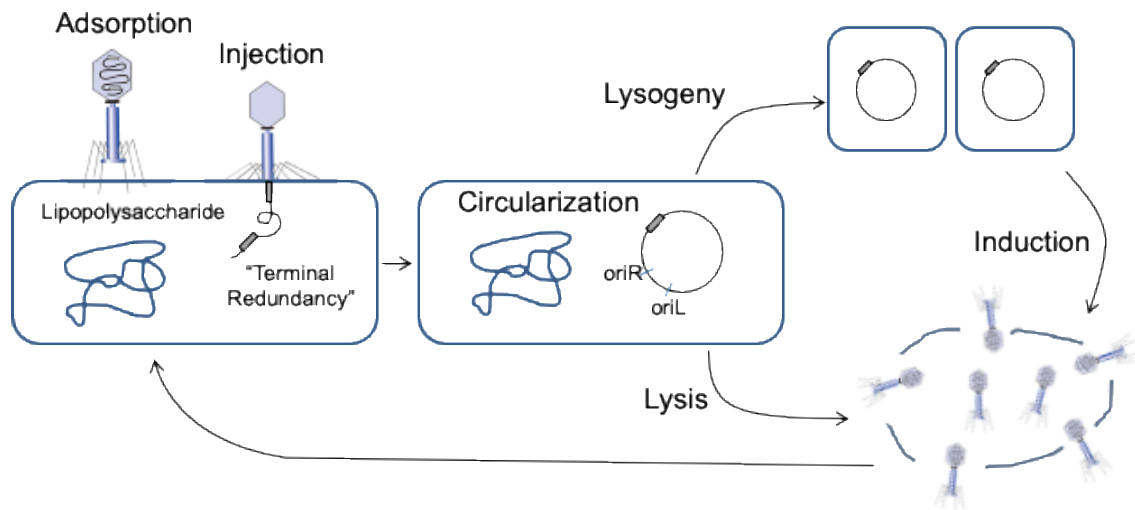 Adsorption
Injection
Lipopolysaccharide
“Terminal
Redundancy”
Circularization
oriR
oriL
Lysogeny
Induction
Lysis